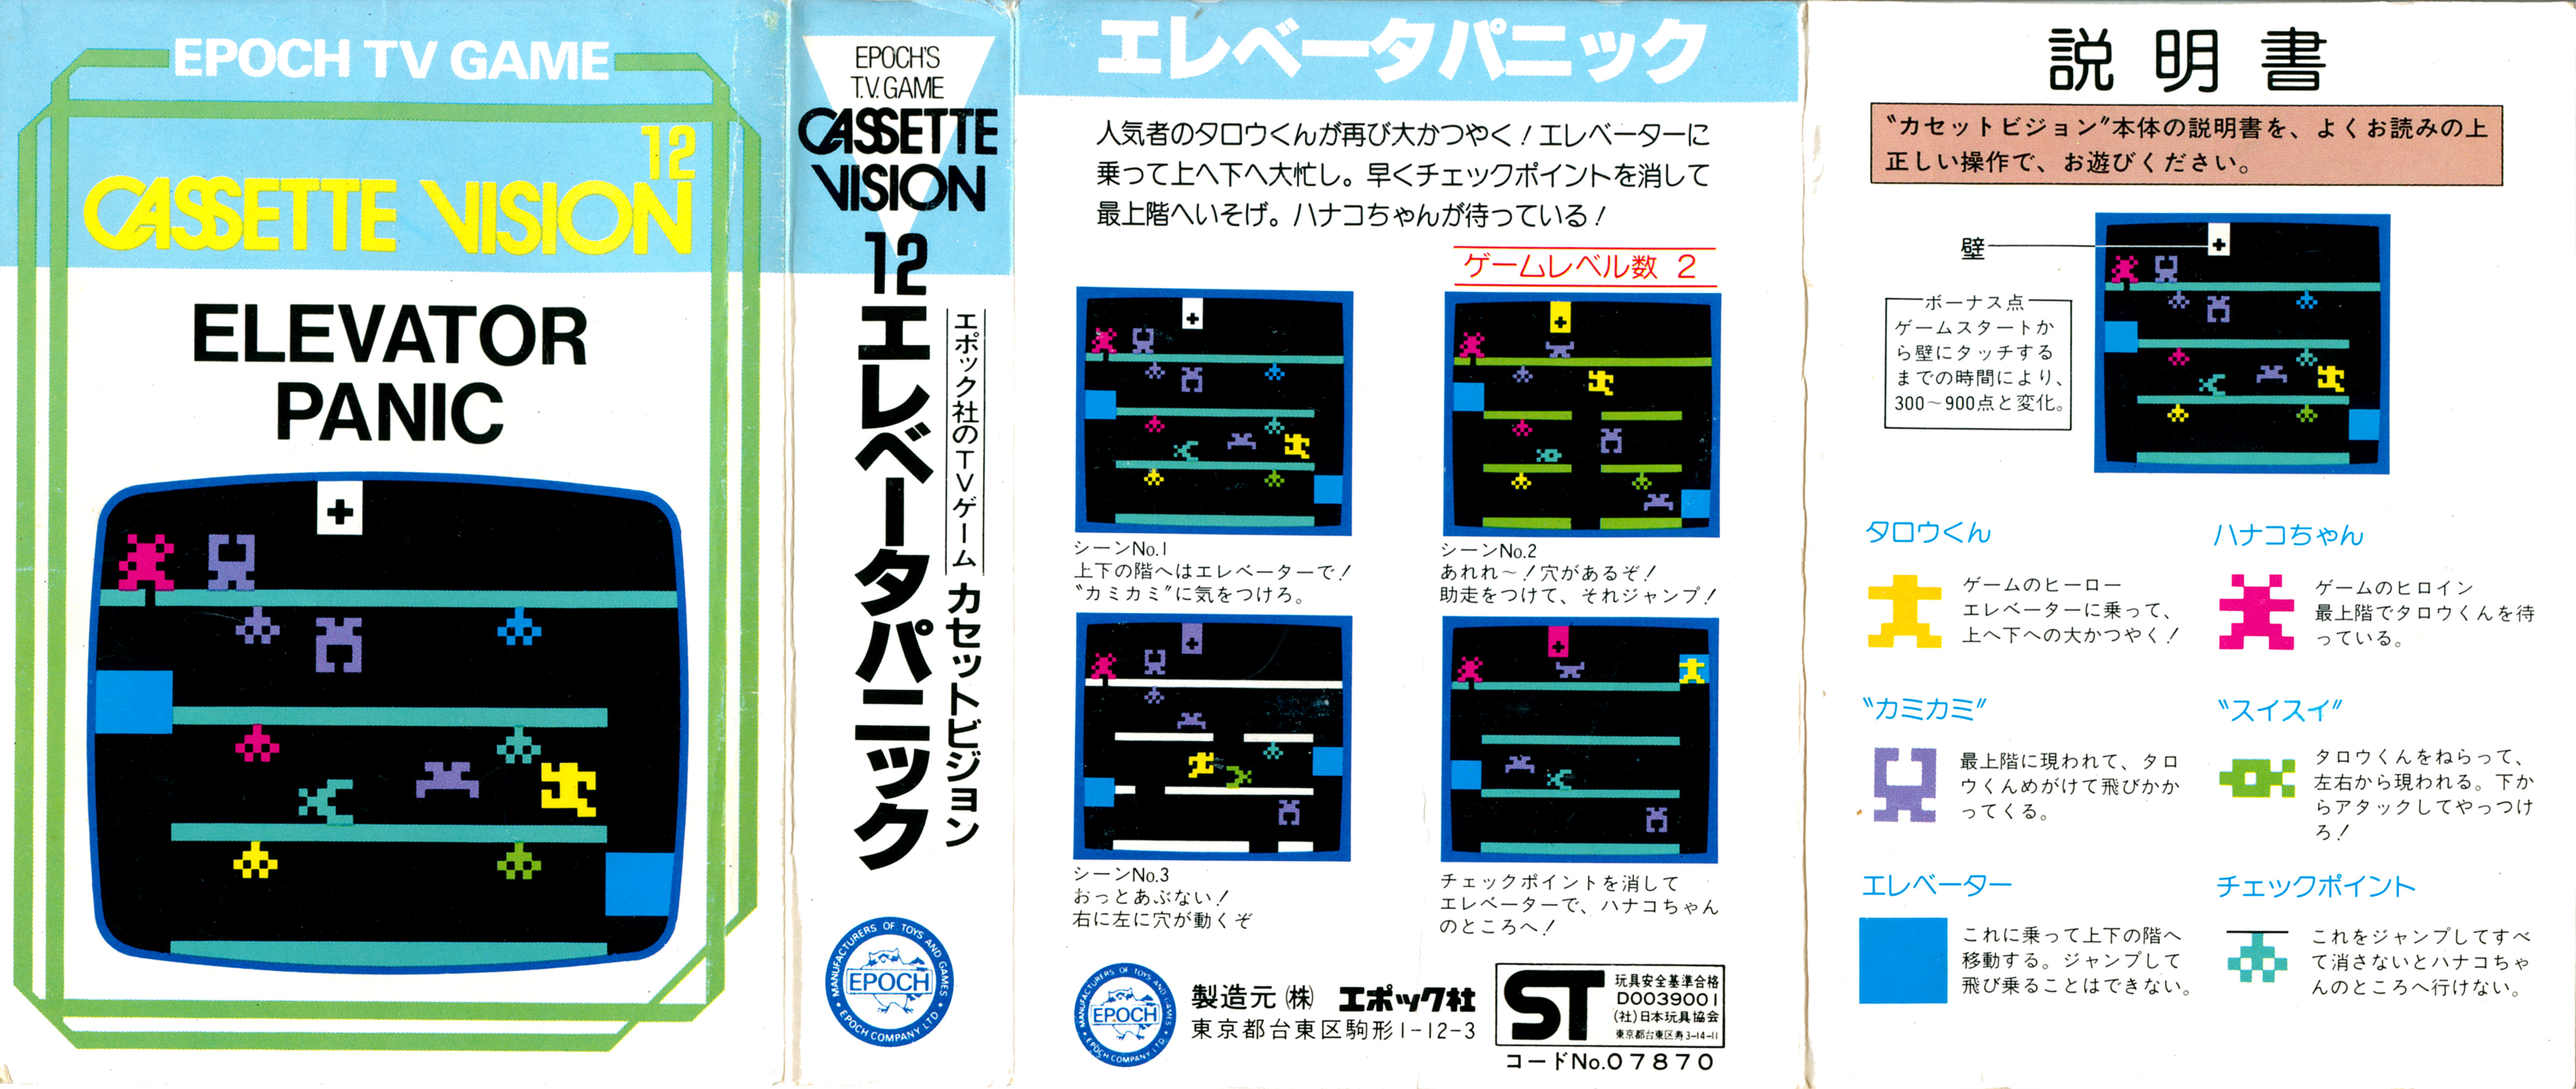 EPOCH TV GAME
12
CASSETTE VISION
ELEVATOR
PANIC
EPOCH'S
T.V. GAME
CASSETTE
VISION
12
エレベータパニック
エポック社のTVゲーム
カセットビジョン
MANUFACTURERS OF TOYS AND GAMES
EPOCH
EPOCH COMPANY LTD.
エレベータパニック
人気者のタロウくんが再び大かつやく！エレベーターに
乗って上へ下へ大忙し。早くチェックポイントを消して
最上階へいそげ。ハナコちゃんが待っている！
ゲームレベル数 2
シーンNo.1
上下の階へはエレベーターで！
〝カミカミ〟に気をつけろ。
シーンNo.2
あれれ〜！穴があるぞ！
助走をつけて、それジャンプ！
シーンNo.3
おっとあぶない！
右に左に穴が動くぞ
チェックポイントを消して
エレベーターで、ハナコちゃん
のところへ！
MANUFACTURERS OF TOYS AND GAMES
EPOCH
EPOCH COMPANY LTD.
製造元 ㈱ エポック社
東京都台東区駒形1-12-3
ST
玩具安全基準合格
D0039001
(社)日本玩具協会
東京都台東区寿3-14-11
コードNo.07870
説明書
〝カセットビジョン〟本体の説明書を、よくお読みの上
正しい操作で、お遊びください。
壁
ボーナス点
ゲームスタートか
ら壁にタッチする
までの時間により、
300〜900点と変化。
タロウくん
ゲームのヒーロー
エレベーターに乗って、
上へ下への大かつやく！
ハナコちゃん
ゲームのヒロイン
最上階でタロウくんを待
っている。
〝カミカミ〟
最上階に現われて、タロ
ウくんめがけて飛びかか
ってくる。
〝スイスイ〟
タロウくんをねらって、
左右から現われる。下か
らアタックしてやっつけ
ろ！
エレベーター
これに乗って上下の階へ
移動する。ジャンプして
飛び乗ることはできない。
チェックポイント
これをジャンプしてすべ
て消さないとハナコちゃ
んのところへ行けない。